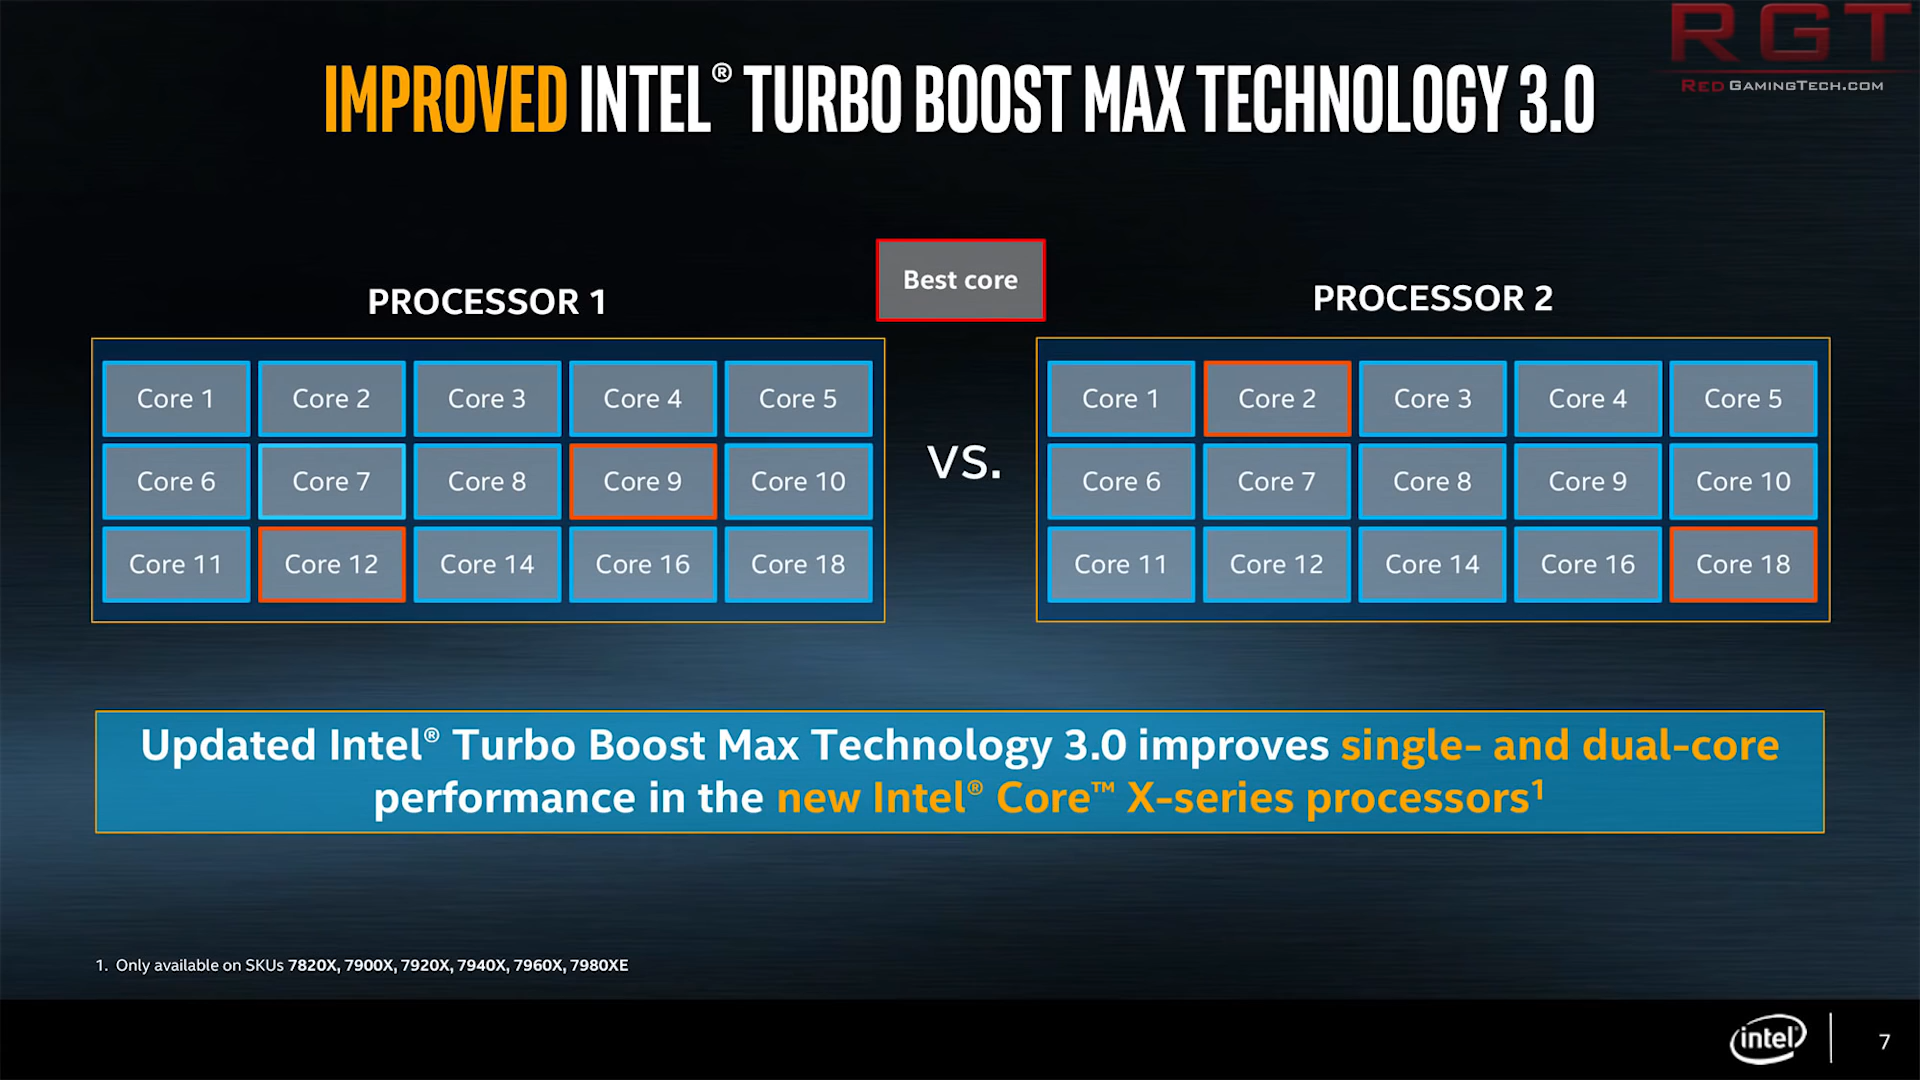 RGT
RED GAMINGTECH.COM
IMPROVED INTEL® TURBO BOOST MAX TECHNOLOGY 3.0
Best core
PROCESSOR 1
Core 1 Core 2 Core 3 Core 4 Core 5
Core 6 Core 7 Core 8 Core 9 Core 10
Core 11 Core 12 Core 14 Core 16 Core 18
vs.
PROCESSOR 2
Core 1 Core 2 Core 3 Core 4 Core 5
Core 6 Core 7 Core 8 Core 9 Core 10
Core 11 Core 12 Core 14 Core 16 Core 18
Updated Intel® Turbo Boost Max Technology 3.0 improves single- and dual-core
performance in the new Intel® Core™ X-series processors¹
1. Only available on SKUs 7820X, 7900X, 7920X, 7940X, 7960X, 7980XE
intel®
7